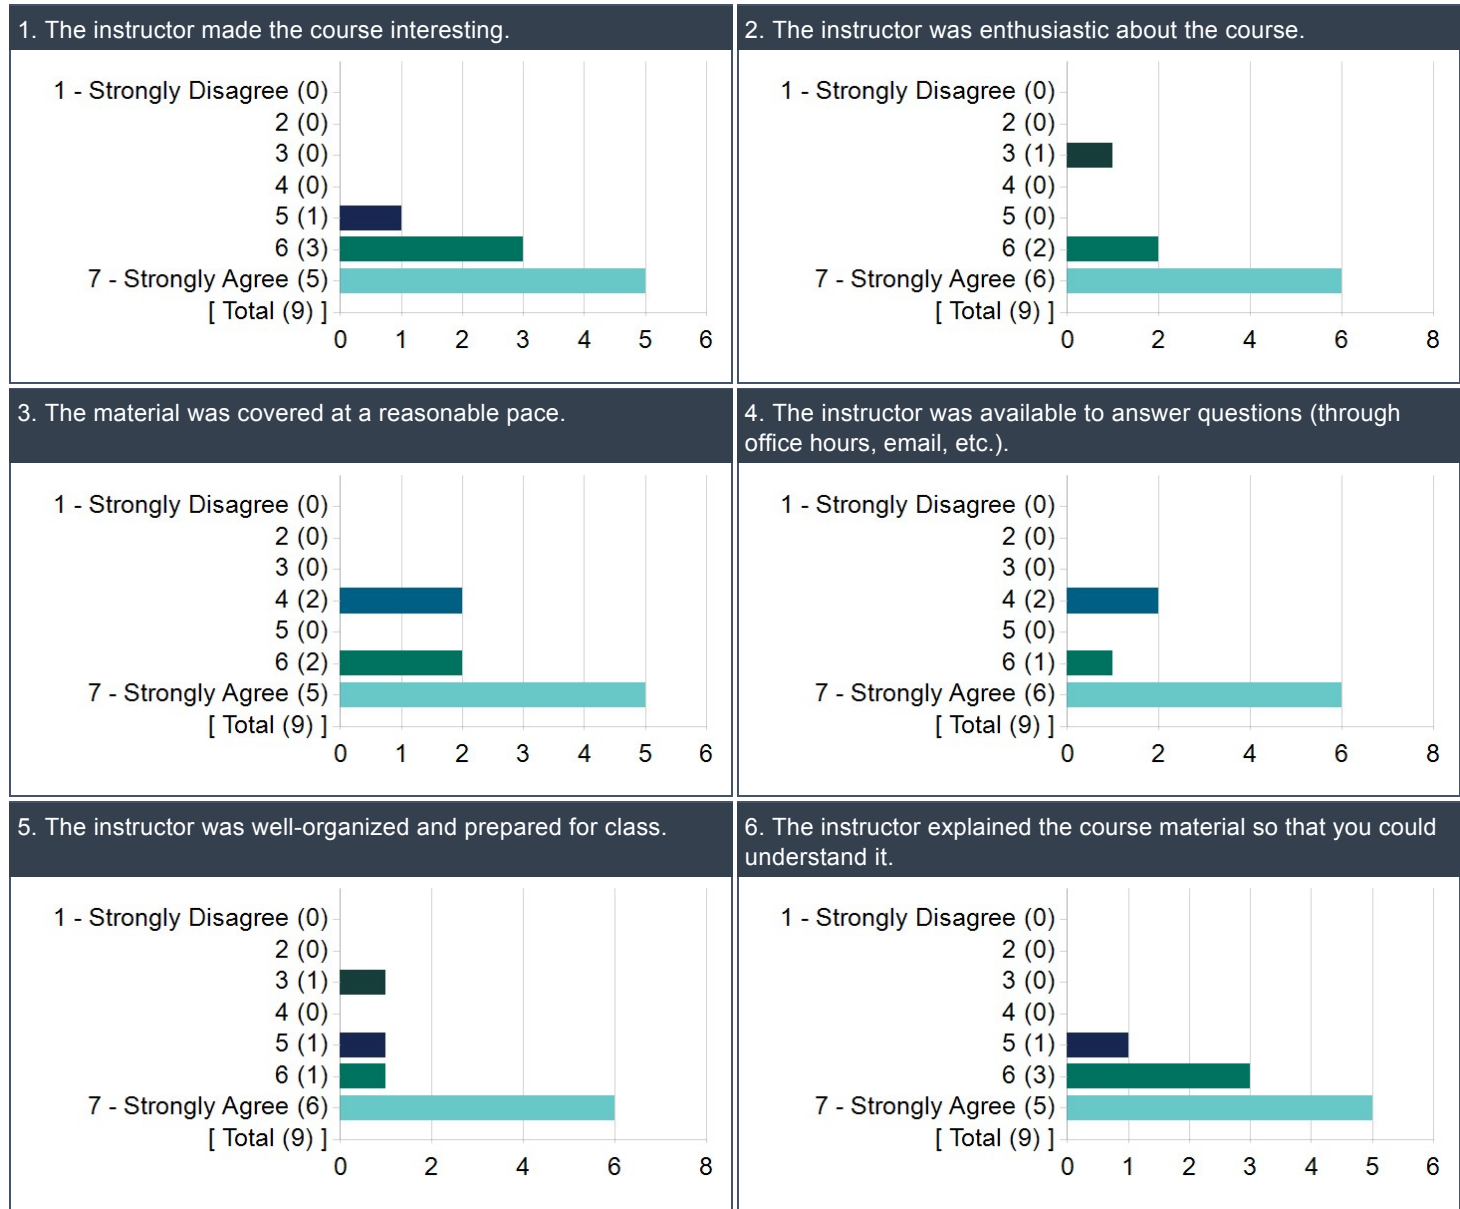 1. The instructor made the course interesting.
1 - Strongly Disagree (0)
2 (0)
3 (0)
4 (0)
5 (1)
6 (3)
7 - Strongly Agree (5)
[ Total (9) ]
0 1 2 3 4 5 6
2. The instructor was enthusiastic about the course.
1 - Strongly Disagree (0)
2 (0)
3 (1)
4 (0)
5 (0)
6 (2)
7 - Strongly Agree (6)
[ Total (9) ]
0 2 4 6 8
3. The material was covered at a reasonable pace.
1 - Strongly Disagree (0)
2 (0)
3 (0)
4 (2)
5 (0)
6 (2)
7 - Strongly Agree (5)
[ Total (9) ]
0 1 2 3 4 5 6
4. The instructor was available to answer questions (through
office hours, email, etc.).
1 - Strongly Disagree (0)
2 (0)
3 (0)
4 (2)
5 (0)
6 (1)
7 - Strongly Agree (6)
[ Total (9) ]
0 2 4 6 8
5. The instructor was well-organized and prepared for class.
1 - Strongly Disagree (0)
2 (0)
3 (1)
4 (0)
5 (1)
6 (1)
7 - Strongly Agree (6)
[ Total (9) ]
0 2 4 6 8
6. The instructor explained the course material so that you could
understand it.
1 - Strongly Disagree (0)
2 (0)
3 (0)
4 (0)
5 (1)
6 (3)
7 - Strongly Agree (5)
[ Total (9) ]
0 1 2 3 4 5 6